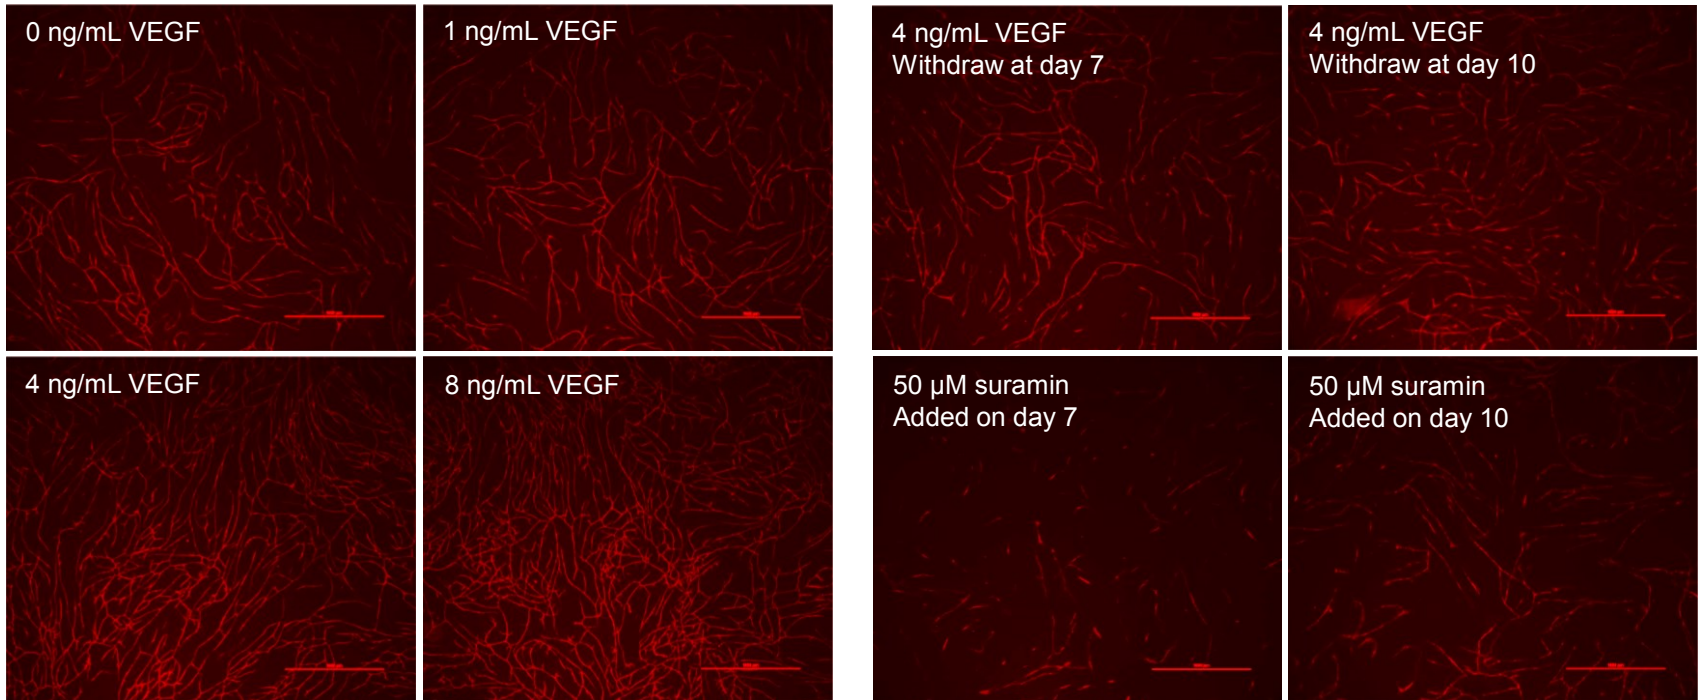 0 ng/mL VEGF
1 ng/mL VEGF
4 ng/mL VEGF
Withdraw at day 7
4 ng/mL VEGF
Withdraw at day 10
4 ng/mL VEGF
8 ng/mL VEGF
50 µM suramin
Added on day 7
50 µM suramin
Added on day 10